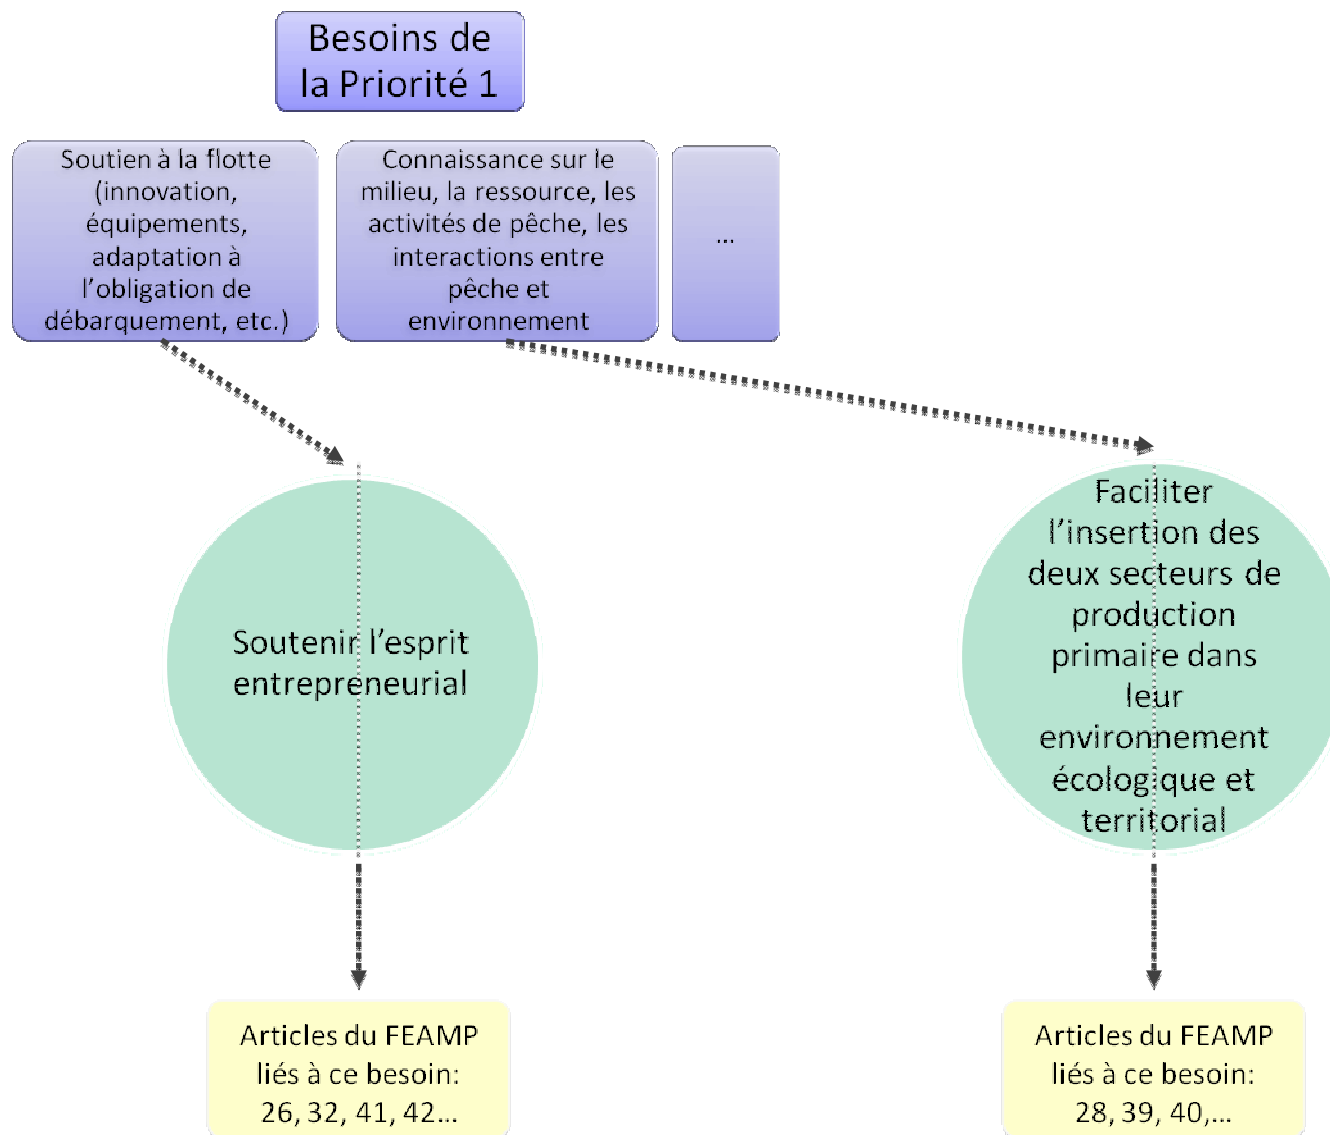 Besoins de
la Priorité 1
Soutien à la flotte
(innovation,
équipements,
adaptation à
l'obligation de
débarquement, etc.)
Connaissance sur le
milieu, la ressource, les
activités de pêche, les
interactions entre
pêche et
environnement
...
Soutenir l'esprit
entrepreneurial
Faciliter
l'insertion des
deux secteurs de
production
primaire dans
leur
environnement
écologique et
territorial
Articles du FEAMP
liés à ce besoin:
26, 32, 41, 42...
Articles du FEAMP
liés à ce besoin:
28, 39, 40,...